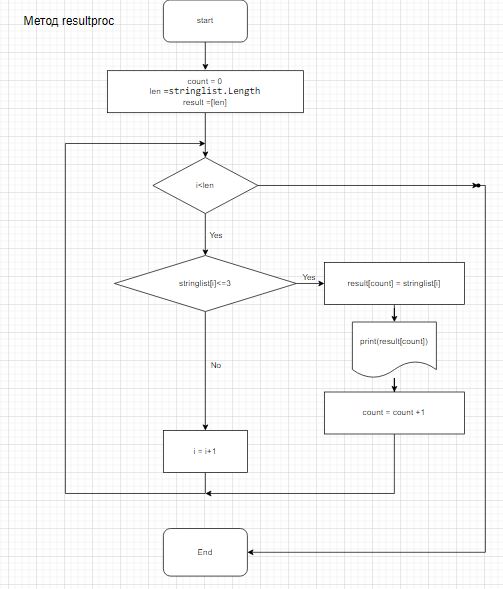 Метод resultproc
start
count = 0
len =stringlist.Length
result =[len]
i<len
Yes
stringlist[i]<=3
Yes
result[count] = stringlist[i]
print(result[count])
No
count = count +1
i = i+1
End